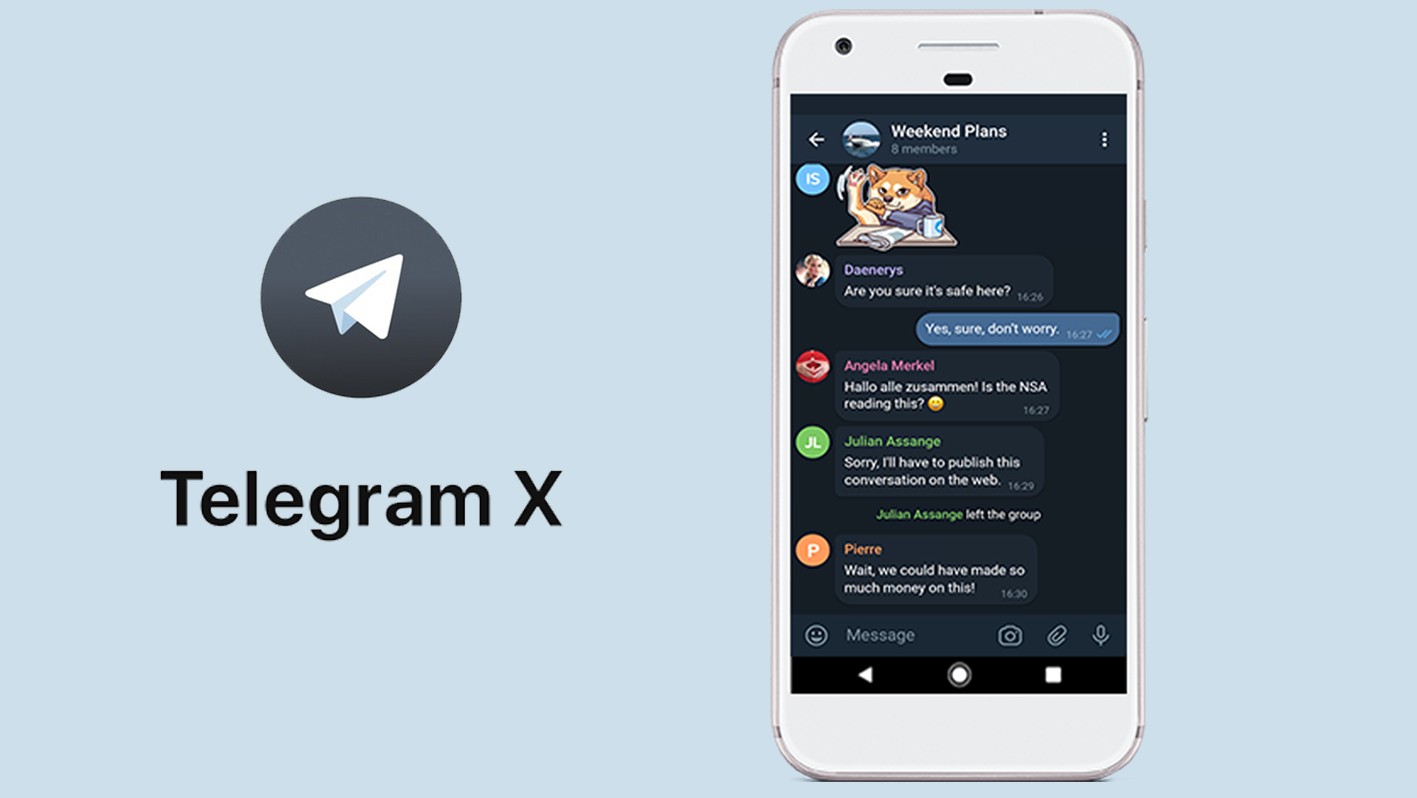 Telegram X
Weekend Plans
8 members
IS
Daenerys
Are you sure it's safe here? 16:26
Yes, sure, don't worry. 16:27
Angela Merkel
Hallo alle zusammen! Is the NSA
reading this? 😀 16:27
JL
Julian Assange
Sorry, I'll have to publish this
conversation on the web. 16:29
Julian Assange left the group
P
Pierre
Wait, we could have made so
much money on this! 16:30
Message